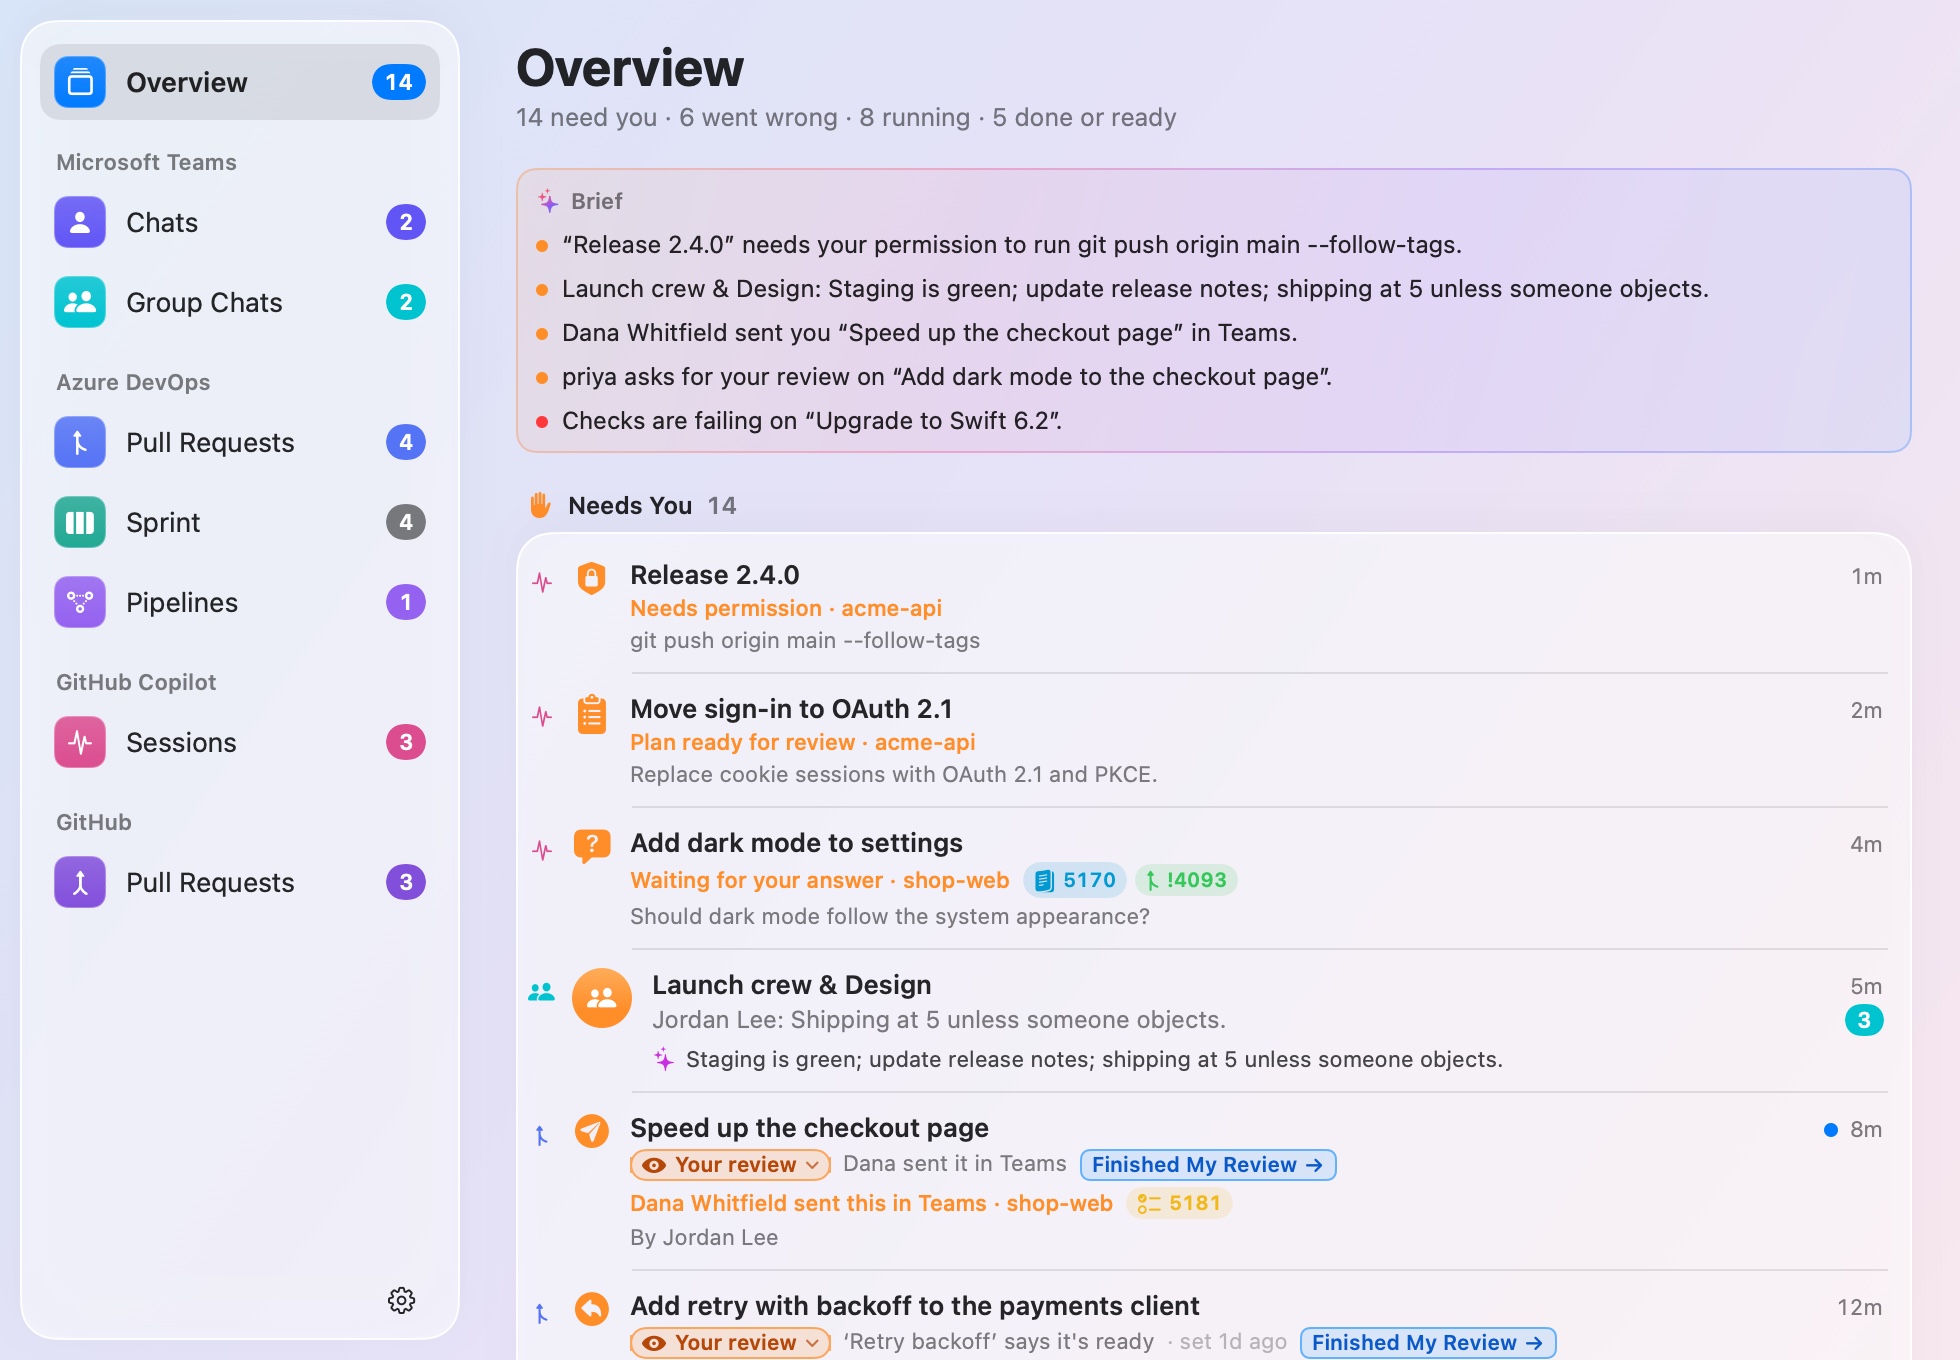 Overview 14
Microsoft Teams
Chats 2
Group Chats 2
Azure DevOps
Pull Requests 4
Sprint 4
Pipelines 1
GitHub Copilot
Sessions 3
GitHub
Pull Requests 3
Overview
14 need you · 6 went wrong · 8 running · 5 done or ready
Brief
“Release 2.4.0” needs your permission to run git push origin main --follow-tags.
Launch crew & Design: Staging is green; update release notes; shipping at 5 unless someone objects.
Dana Whitfield sent you “Speed up the checkout page” in Teams.
priya asks for your review on “Add dark mode to the checkout page”.
Checks are failing on “Upgrade to Swift 6.2”.
Needs You 14
Release 2.4.0 1m
Needs permission · acme-api
git push origin main --follow-tags
Move sign-in to OAuth 2.1 2m
Plan ready for review · acme-api
Replace cookie sessions with OAuth 2.1 and PKCE.
Add dark mode to settings 4m
Waiting for your answer · shop-web 5170 !4093
Should dark mode follow the system appearance?
Launch crew & Design 5m
Jordan Lee: Shipping at 5 unless someone objects. 3
Staging is green; update release notes; shipping at 5 unless someone objects.
Speed up the checkout page 8m
Your review Dana sent it in Teams Finished My Review →
Dana Whitfield sent this in Teams · shop-web 5181
By Jordan Lee
Add retry with backoff to the payments client 12m
Your review ‘Retry backoff’ says it's ready · set 1d ago Finished My Review →